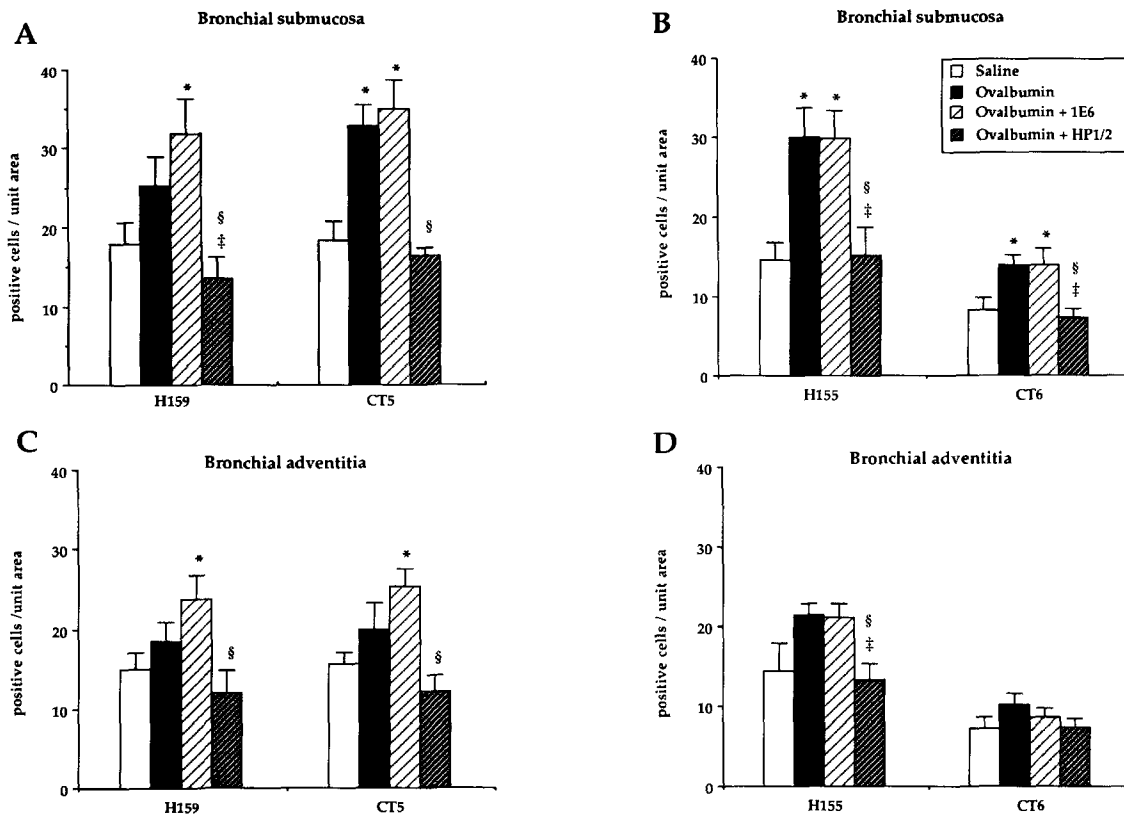 A
Bronchial submucosa
positive cells / unit area
40
30
20
10
0
*
*
*
§
‡
§
H159
CT5
B
Bronchial submucosa
positive cells / unit area
40
30
20
10
0
Saline
Ovalbumin
Ovalbumin + 1E6
Ovalbumin + HP1/2
*
*
§
‡
*
*
§
‡
H155
CT6
C
Bronchial adventitia
positive cells /unit area
40
30
20
10
0
*
§
*
§
H159
CT5
D
Bronchial adventitia
positive cells / unit area
40
30
20
10
0
§
‡
H155
CT6